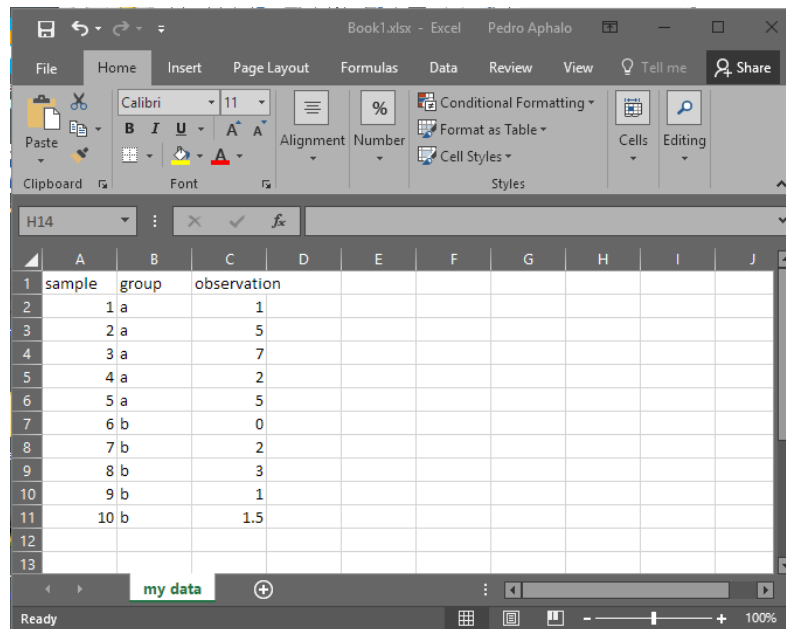 Book1.xlsx - Excel Pedro Aphalo
File Home Insert Page Layout Formulas Data Review View Tell me Share
Calibri 11 % Conditional Formatting
Paste B I U A A Alignment Number Format as Table Cells Editing
A Cell Styles
Clipboard Font Styles
H14 fx
A B C D E F G H I J
1 sample group observation
2 1 a 1
3 2 a 5
4 3 a 7
5 4 a 2
6 5 a 5
7 6 b 0
8 7 b 2
9 8 b 3
10 9 b 1
11 10 b 1.5
12
13
my data
Ready - + 100%